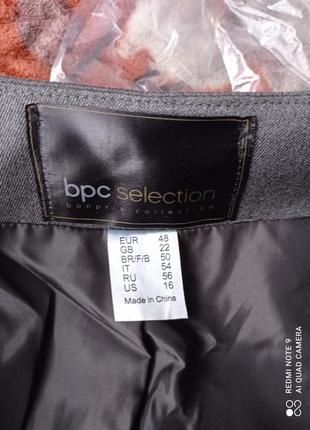 bpc selection
bonprix collection
EUR 48
GB 22
BR/F/B 50
IT 54
RU 56
US 16
Made in China
REDMI NOTE 9
AI QUAD CAMERA